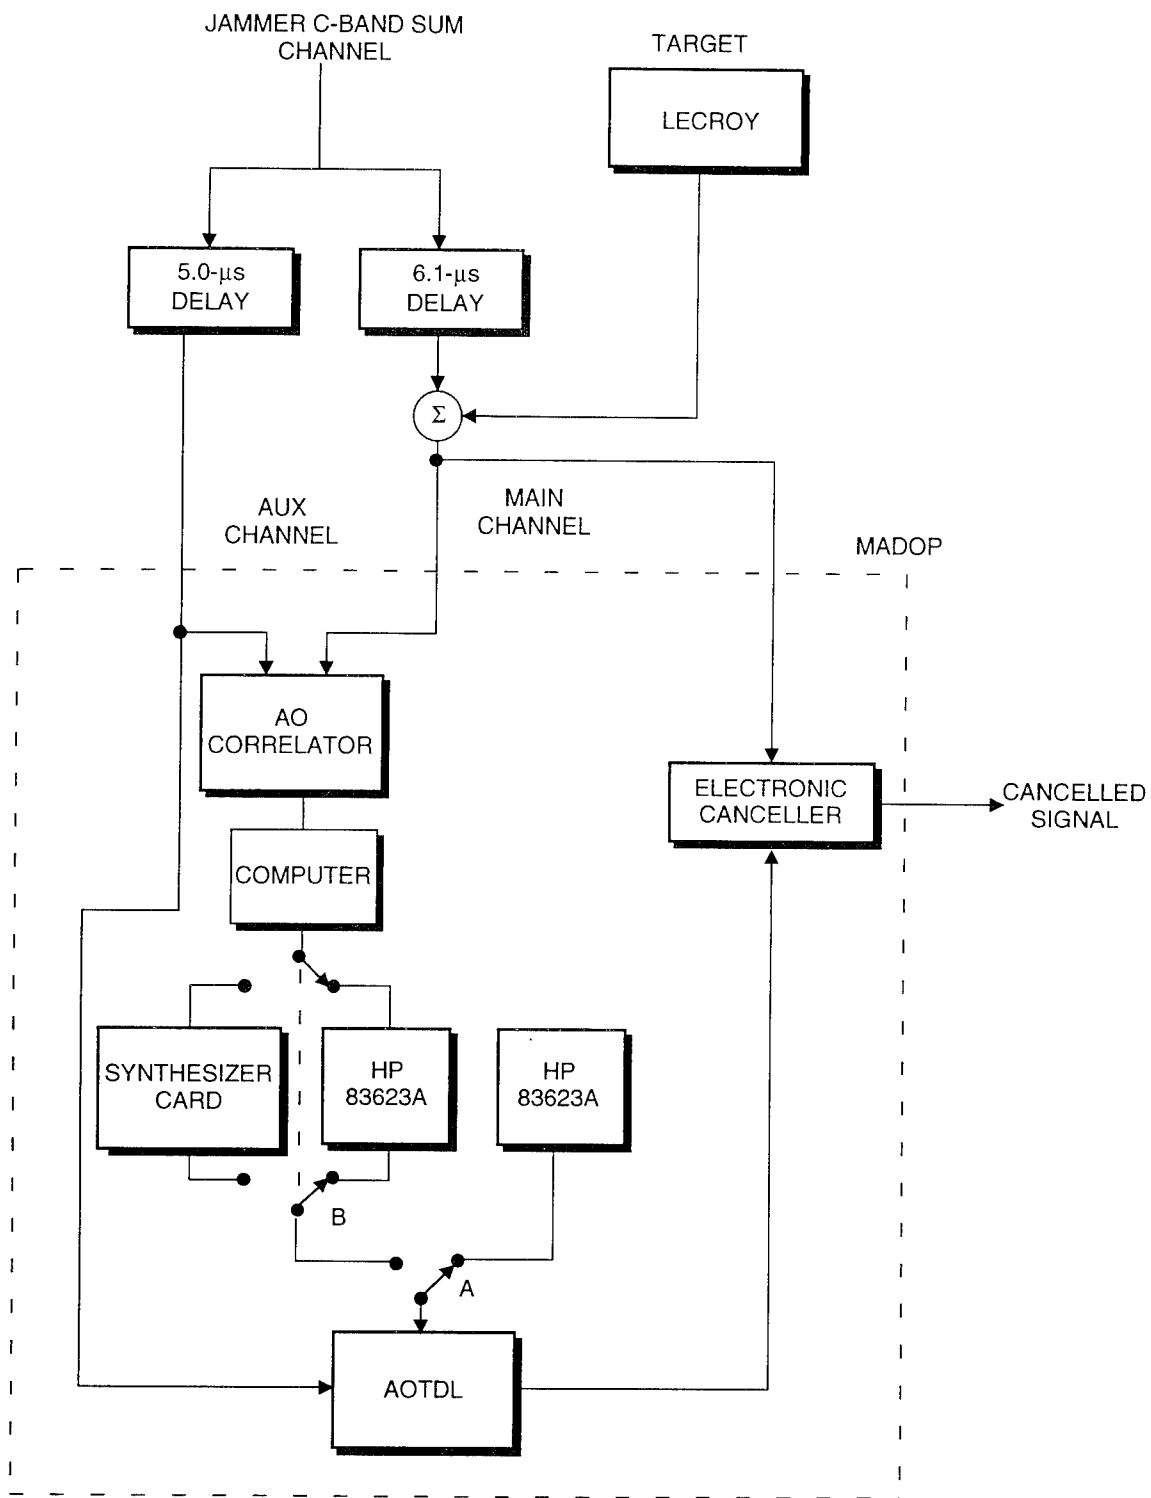 JAMMER C-BAND SUM
CHANNEL
TARGET
LECROY
5.0-μs
DELAY
6.1-μs
DELAY
Σ
AUX
CHANNEL
MAIN
CHANNEL
MADOP
AO
CORRELATOR
ELECTRONIC
CANCELLER
CANCELLED
SIGNAL
COMPUTER
SYNTHESIZER
CARD
HP
83623A
HP
83623A
B
A
AOTDL